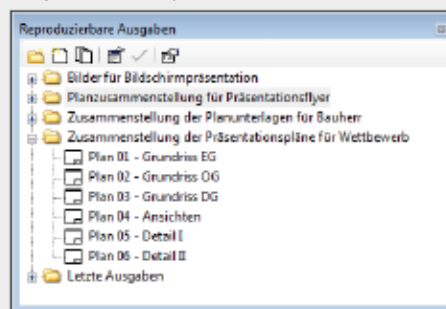 Reproduzierbare Ausgaben
Bilder für Bildschirmpräsentation
Planzusammenstellung für Präsentationsflyer
Zusammenstellung der Planunterlagen für Bauherr
Zusammenstellung der Präsentationspläne für Wettbewerb
Plan 01 - Grundriss EG
Plan 02 - Grundriss OG
Plan 03 - Grundriss DG
Plan 04 - Ansichten
Plan 05 - Detail I
Plan 06 - Detail II
Letzte Ausgaben